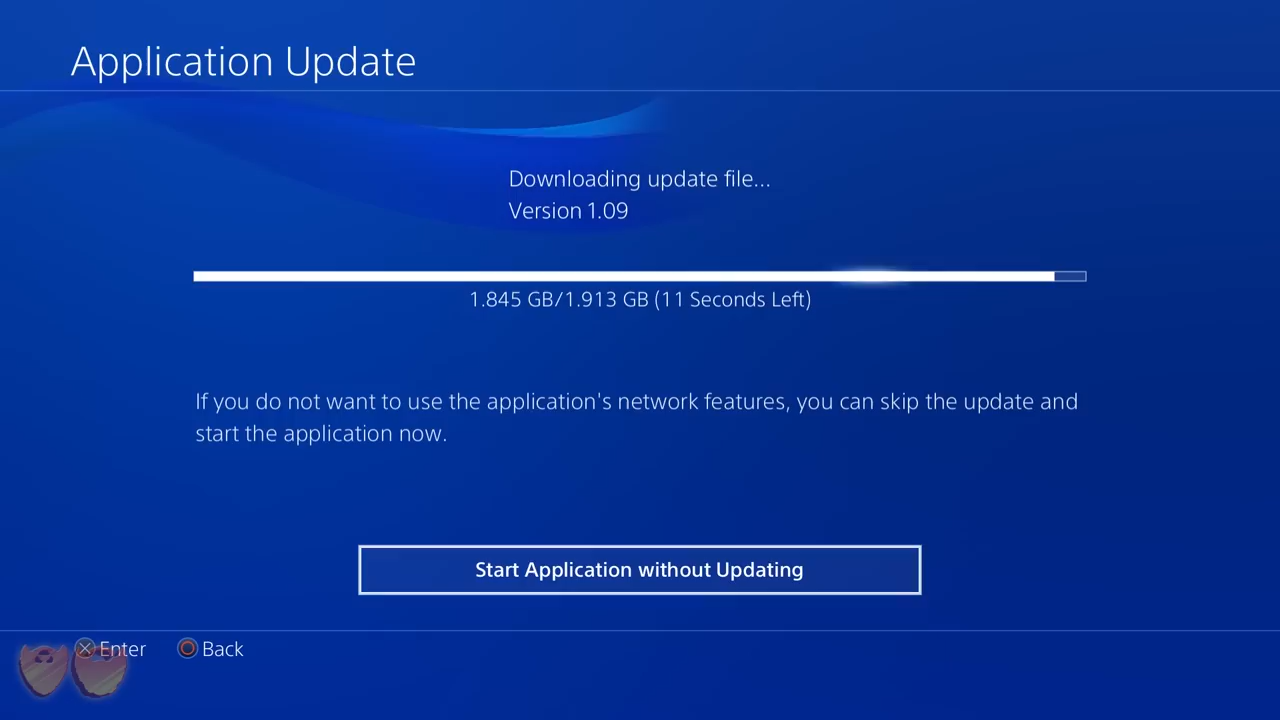 Application Update
Downloading update file...
Version 1.09
1.845 GB/1.913 GB (11 Seconds Left)
If you do not want to use the application's network features, you can skip the update and
start the application now.
Start Application without Updating
Enter Back